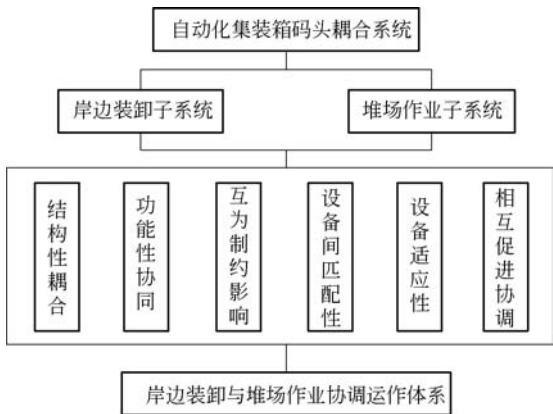 自动化集装箱码头耦合系统
岸边装卸子系统
堆场作业子系统
结构性耦合
功能性协同
互为制约影响
设备间匹配性
设备适应性
相互促进协调
岸边装卸与堆场作业协调运作体系